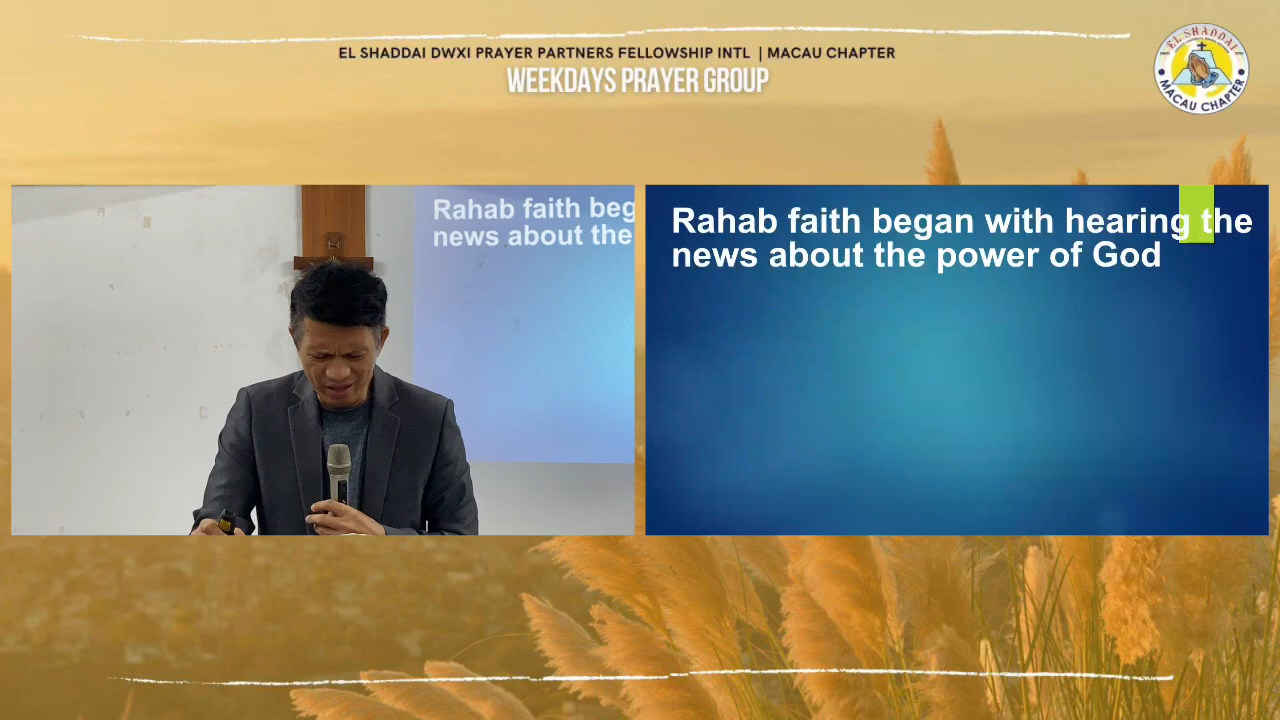 EL SHADDAI DWXI PRAYER PARTNERS FELLOWSHIP INTL | MACAU CHAPTER
WEEKDAYS PRAYER GROUP
EL SHADDAI
MACAU CHAPTER
Rahab faith beg
news about the
Rahab faith began with hearing the
news about the power of God